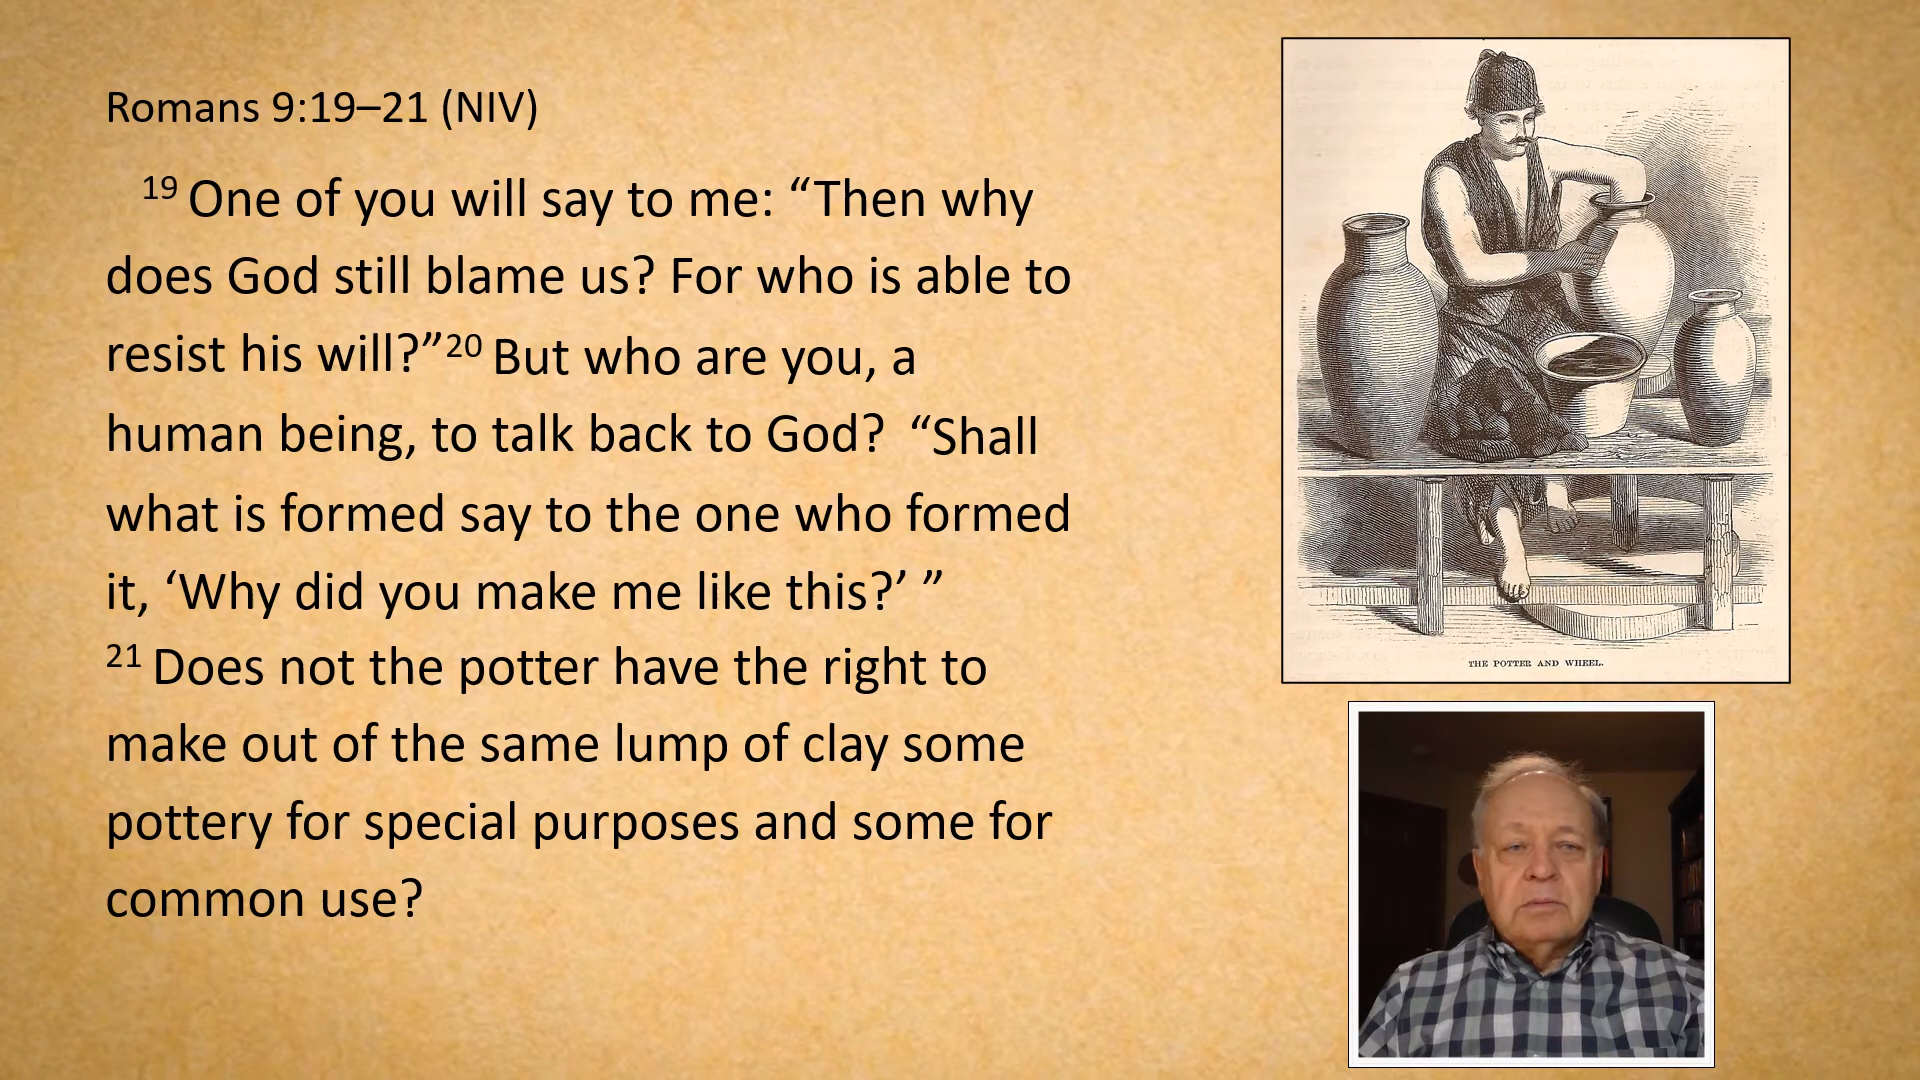 Romans 9:19–21 (NIV)
19 One of you will say to me: “Then why
does God still blame us? For who is able to
resist his will?”20 But who are you, a
human being, to talk back to God?  “Shall
what is formed say to the one who formed
it, ‘Why did you make me like this?’ ”
21 Does not the potter have the right to
make out of the same lump of clay some
pottery for special purposes and some for
common use?
THE POTTER AND WHEEL.